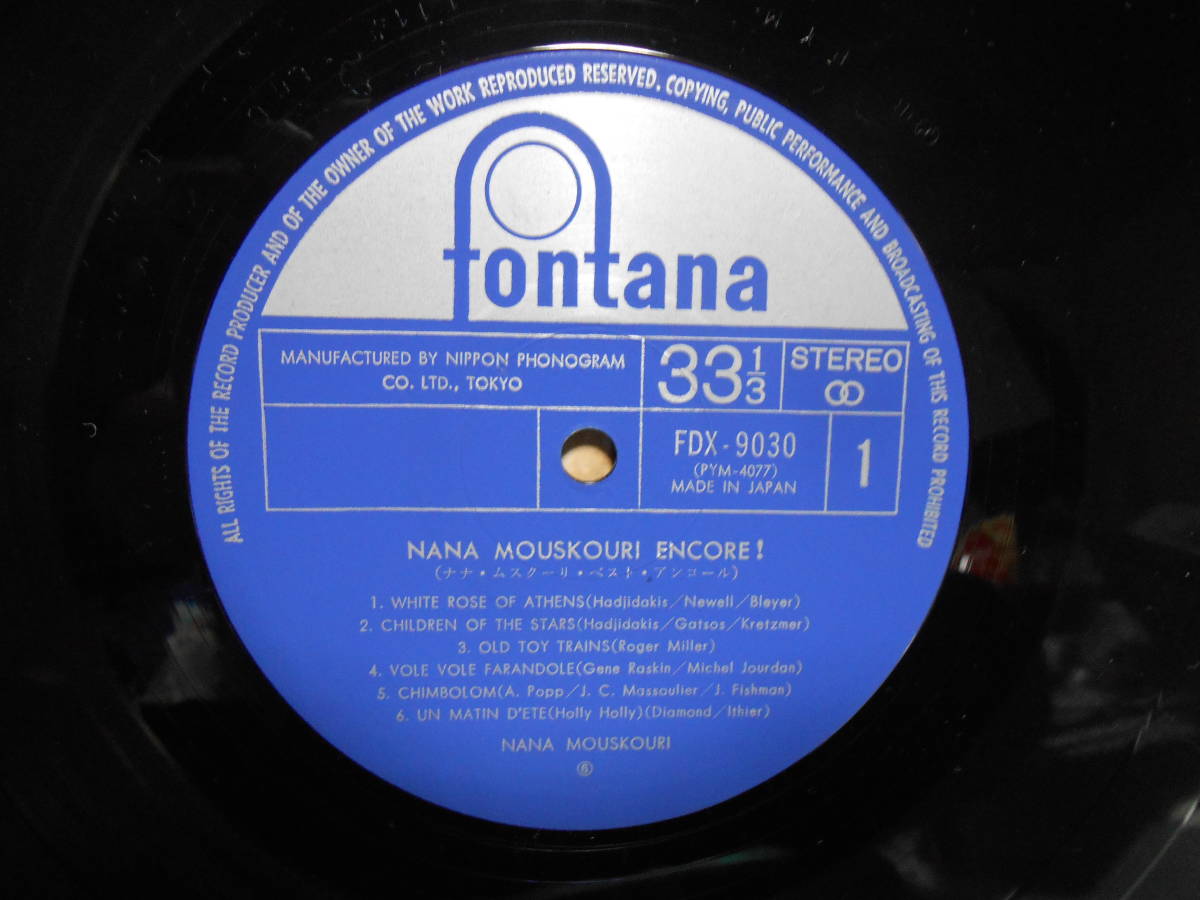 ALL RIGHTS OF THE RECORD PRODUCER AND OF THE OWNER OF THE WORK REPRODUCED RESERVED. COPYING, PUBLIC PERFORMANCE AND BROADCASTING OF THIS RECORD PROHIBITED
fontana
MANUFACTURED BY NIPPON PHONOGRAM
CO. LTD., TOKYO
33 1/3
STEREO
FDX-9030
(PYM-4077)
MADE IN JAPAN
1
NANA MOUSKOURI ENCORE!
(ナナ・ムスクーリ・ベスト・アンコール)
1. WHITE ROSE OF ATHENS(Hadjidakis/Newell/Bleyer)
2. CHILDREN OF THE STARS(Hadjidakis/Gatsos/Kretzmer)
3. OLD TOY TRAINS(Roger Miller)
4. VOLE VOLE FARANDOLE(Gene Raskin/Michel Jourdan)
5. CHIMBOLOM(A. Popp/J. C. Massoulier/J. Fishman)
6. UN MATIN D'ETE(Holly Holly)(Diamond/Ithier)
NANA MOUSKOURI
⑥